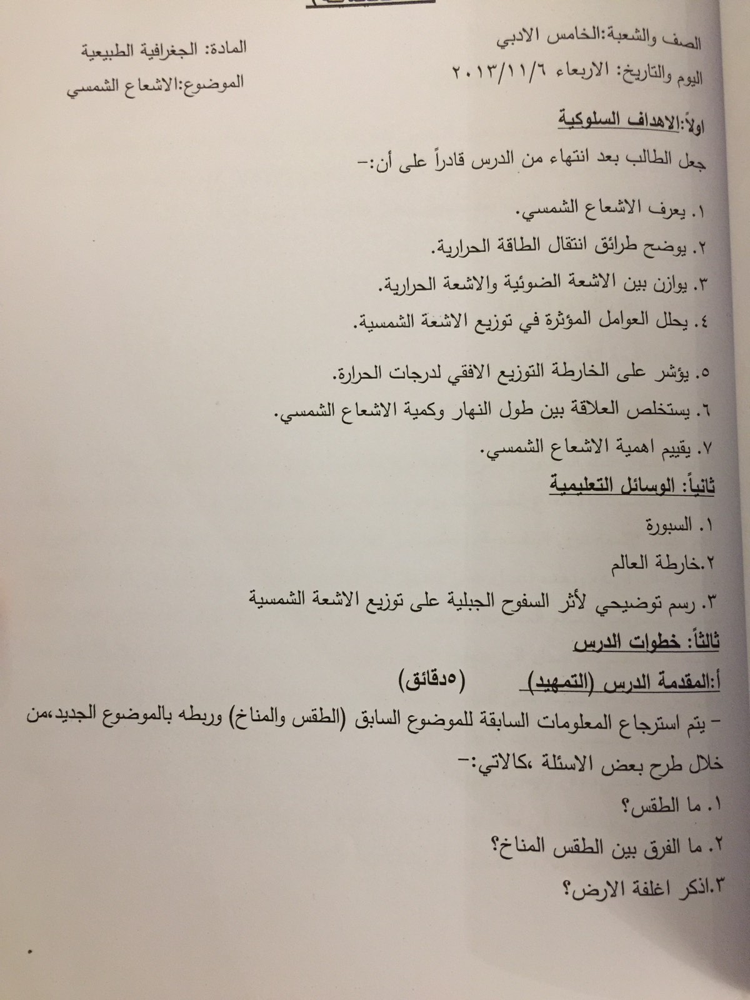 الصف والشعبة:الخامس الادبي
المادة: الجغرافية الطبيعية
اليوم والتاريخ: الاربعاء ٢٠١٣/١١/٦
الموضوع:الاشعاع الشمسي
اولاً:الاهداف السلوكية
جعل الطالب بعد انتهاء من الدرس قادراً على أن:-
١. يعرف الاشعاع الشمسي.
٢. يوضح طرائق انتقال الطاقة الحرارية.
٣. يوازن بين الاشعة الضوئية والاشعة الحرارية.
٤. يحلل العوامل المؤثرة في توزيع الاشعة الشمسية.
٥. يؤشر على الخارطة التوزيع الافقي لدرجات الحرارة.
٦. يستخلص العلاقة بين طول النهار وكمية الاشعاع الشمسي.
٧. يقييم اهمية الاشعاع الشمسي.
ثانياً: الوسائل التعليمية
١. السبورة
٢.خارطة العالم
٣. رسم توضيحي لأثر السفوح الجبلية على توزيع الاشعة الشمسية
ثالثاً: خطوات الدرس
أ:المقدمة الدرس (التمهيد) (٥دقائق)
- يتم استرجاع المعلومات السابقة للموضوع السابق (الطقس والمناخ) وربطه بالموضوع الجديد،من
خلال طرح بعض الاسئلة ،كالاتي:-
١. ما الطقس؟
٢. ما الفرق بين الطقس المناخ؟
٣.اذكر اغلفة الارض؟